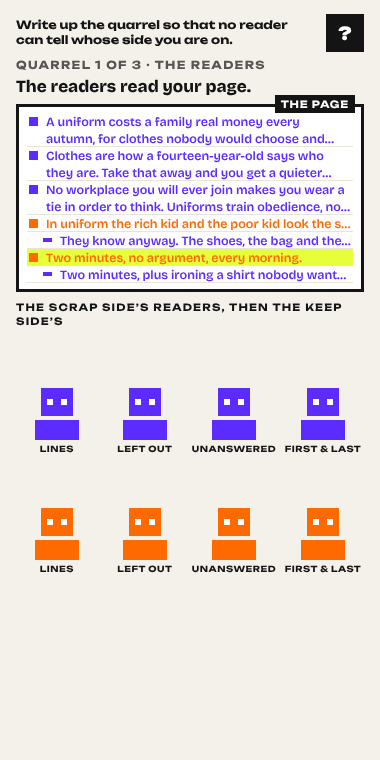 Write up the quarrel so that no reader
can tell whose side you are on.
?
QUARREL 1 OF 3 · THE READERS
The readers read your page.
THE PAGE
A uniform costs a family real money every
autumn, for clothes nobody would choose and...
Clothes are how a fourteen-year-old says who
they are. Take that away and you get a quieter...
No workplace you will ever join makes you wear a
tie in order to think. Uniforms train obedience, no...
In uniform the rich kid and the poor kid look the s...
They know anyway. The shoes, the bag and the...
Two minutes, no argument, every morning.
Two minutes, plus ironing a shirt nobody want...
THE SCRAP SIDE'S READERS, THEN THE KEEP
SIDE'S
LINES LEFT OUT UNANSWERED FIRST & LAST
LINES LEFT OUT UNANSWERED FIRST & LAST